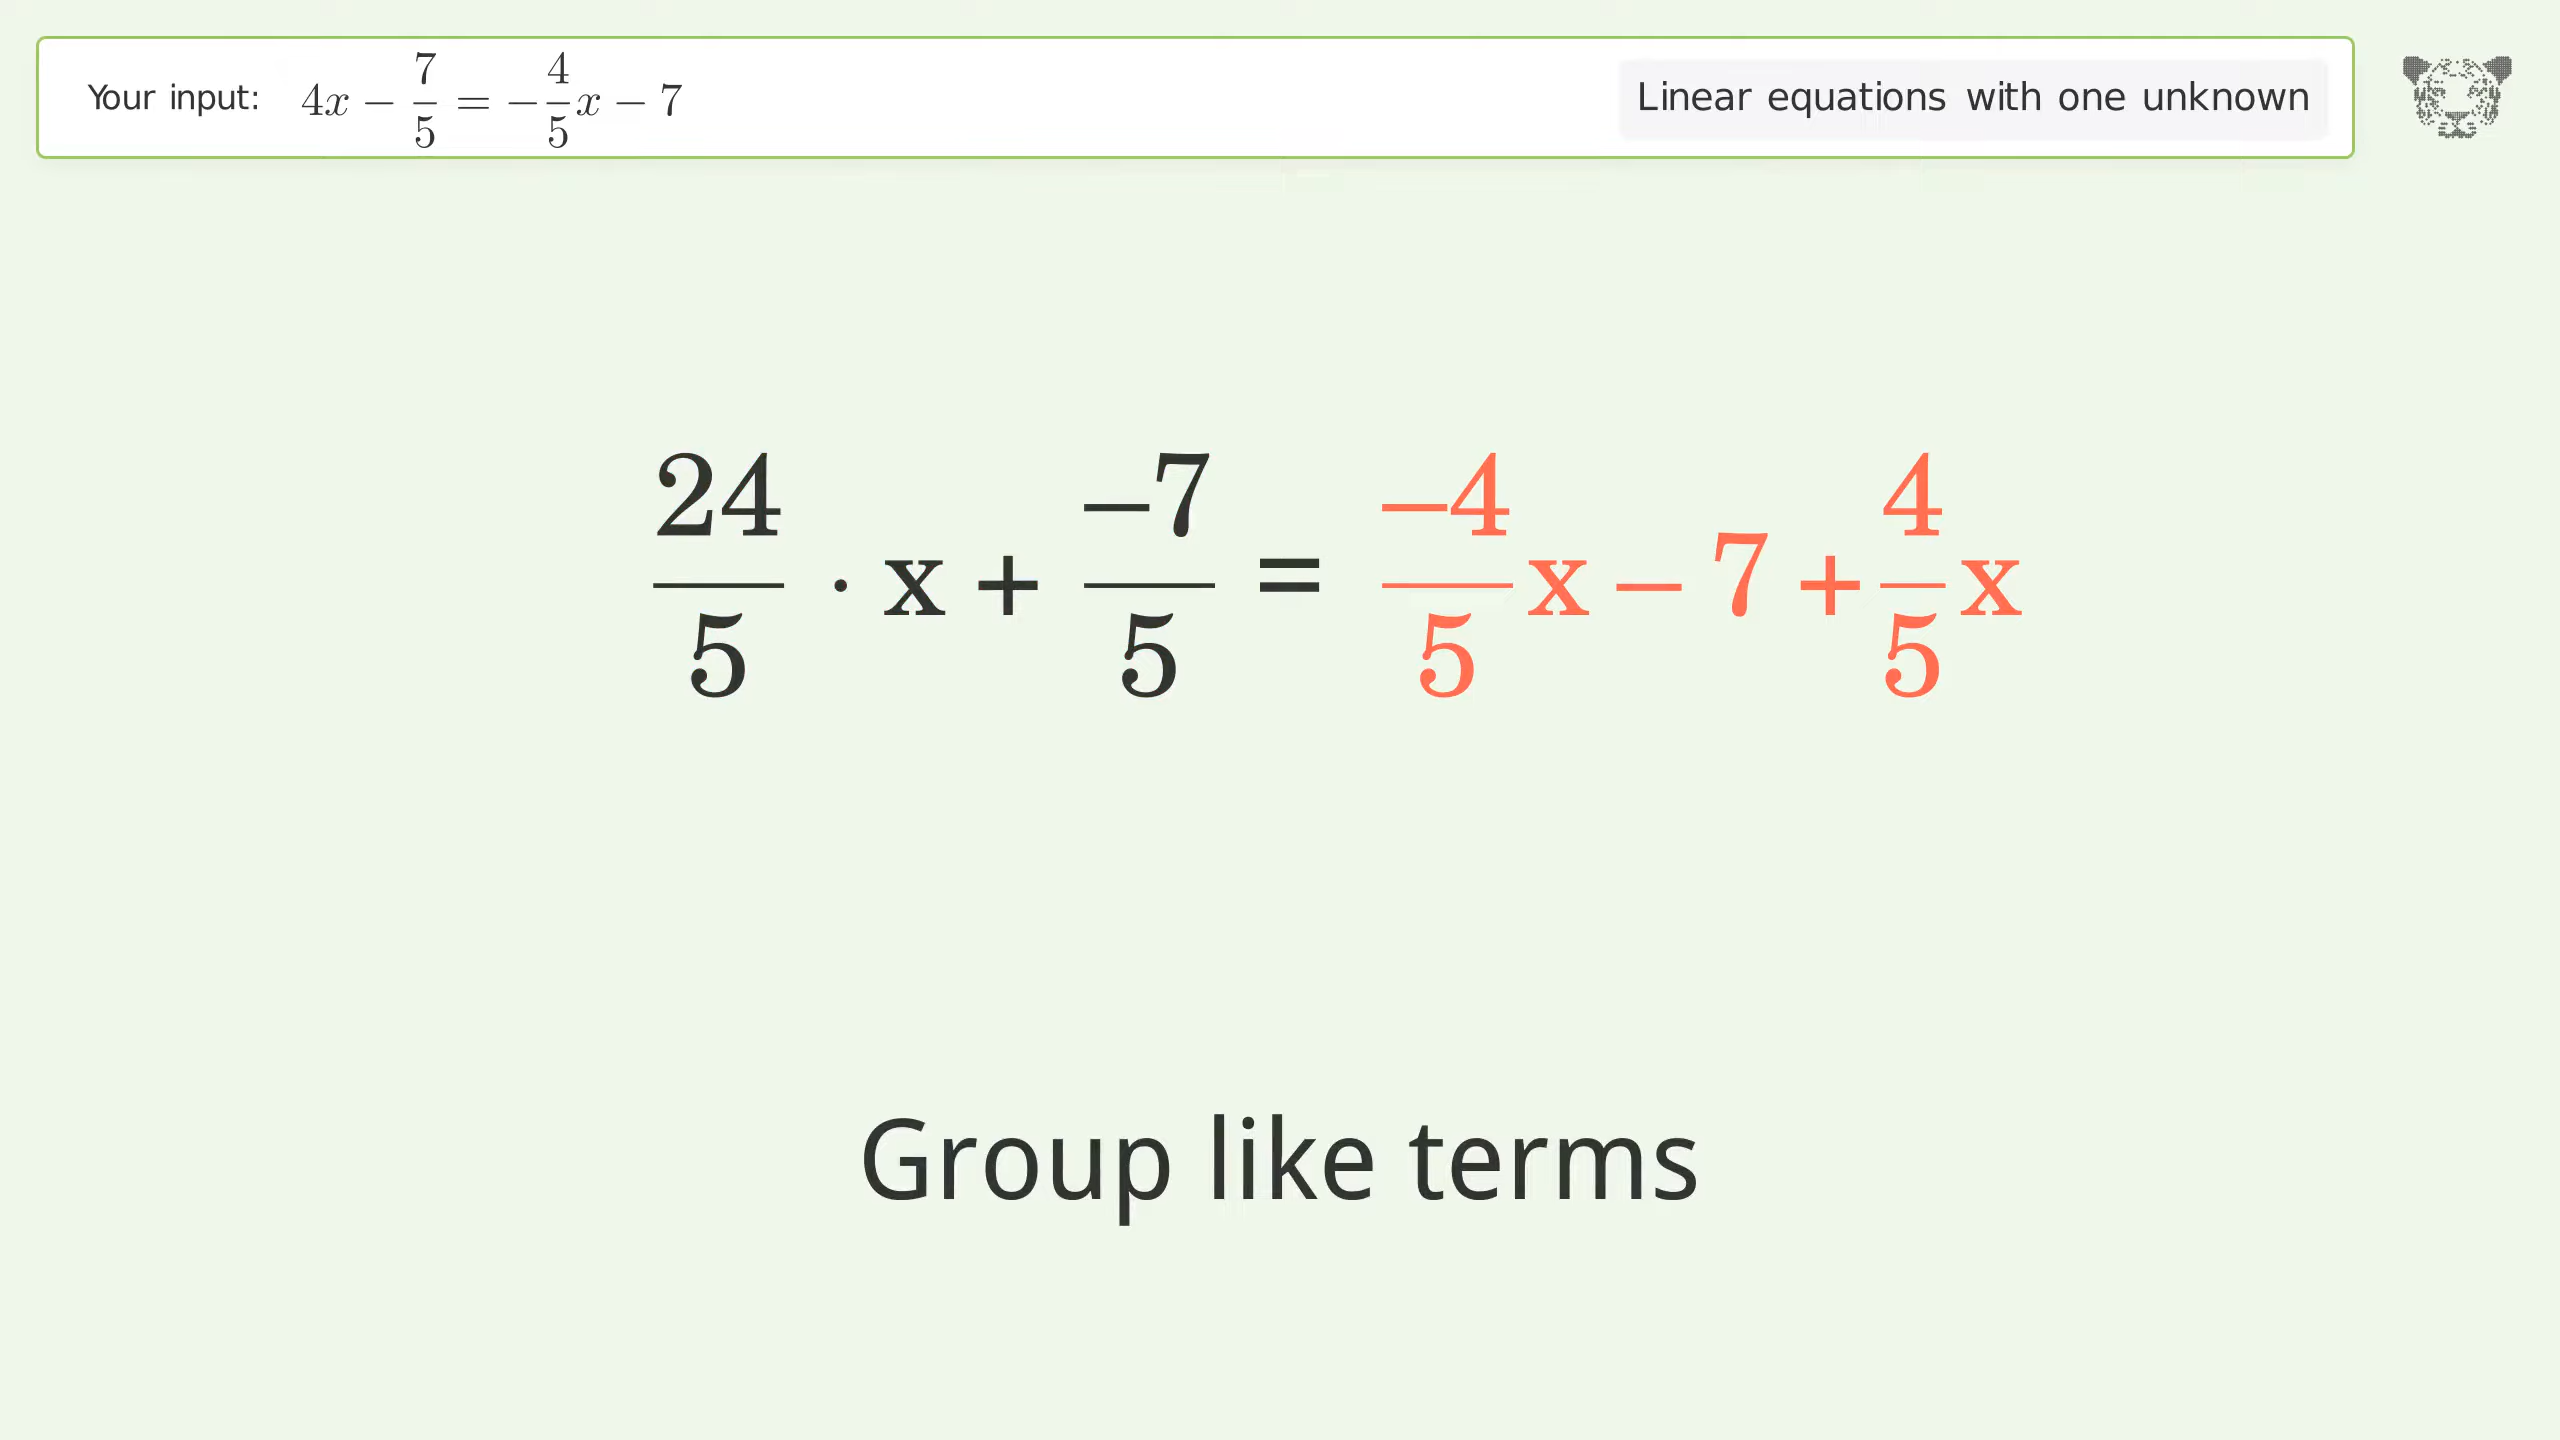 Your input: 4x − 7/5 = −4/5x − 7
Linear equations with one unknown
24/5 · x + −7/5 = −4/5x − 7 + 4/5x
Group like terms